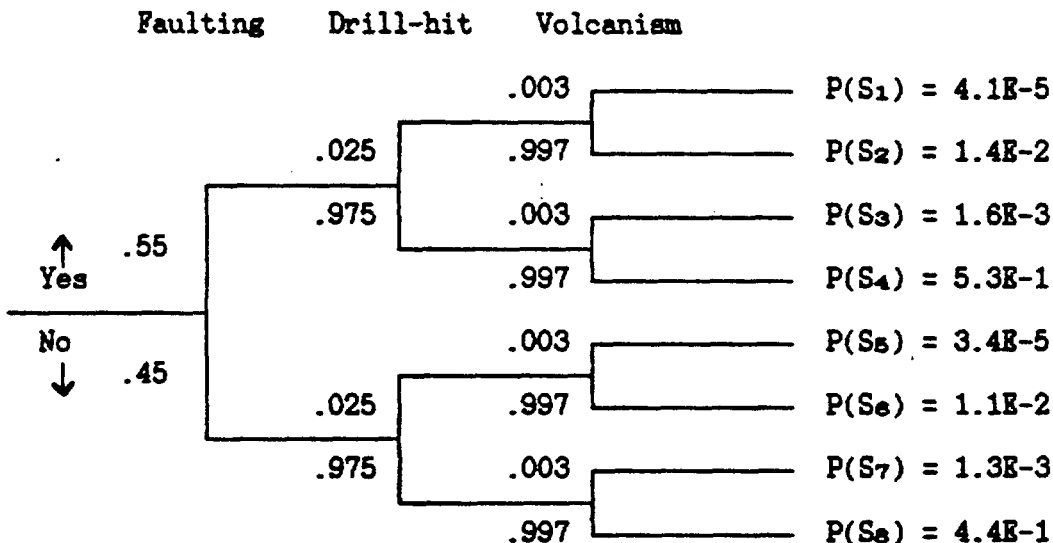 Faulting Drill-hit Volcanism
.003 P(S1) = 4.1E-5
.025 .997 P(S2) = 1.4E-2
.975 .003 P(S3) = 1.6E-3
.55
Yes .997 P(S4) = 5.3E-1
No .003 P(S5) = 3.4E-5
.45
.025 .997 P(S6) = 1.1E-2
.975 .003 P(S7) = 1.3E-3
.997 P(S8) = 4.4E-1